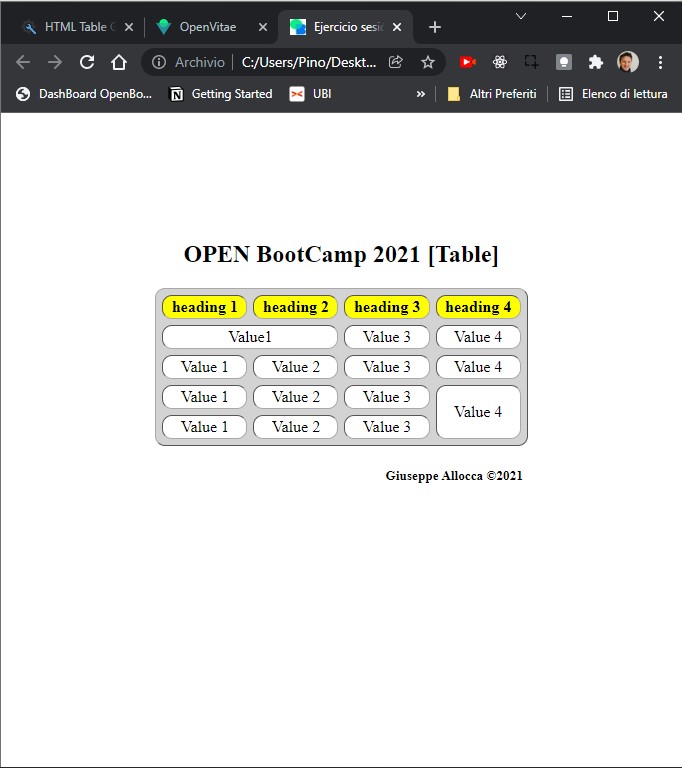 HTML Table G
OpenVitae
Ejercicio sesi
Archivio C:/Users/Pino/Deskt...
DashBoard OpenBo... Getting Started UBI » Altri Preferiti Elenco di lettura
OPEN BootCamp 2021 [Table]
heading 1 heading 2 heading 3 heading 4
Value1 Value 3 Value 4
Value 1 Value 2 Value 3 Value 4
Value 1 Value 2 Value 3 Value 4
Value 1 Value 2 Value 3
Giuseppe Allocca ©2021